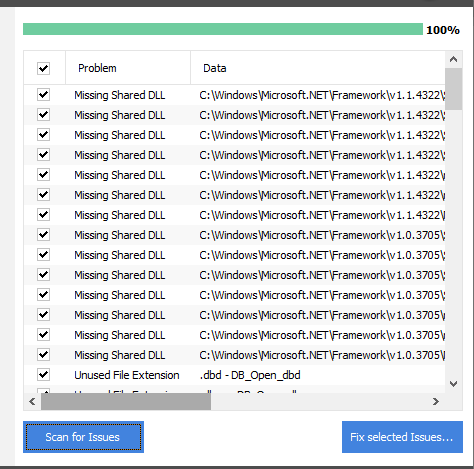 100%
Problem Data
Missing Shared DLL C:\Windows\Microsoft.NET\Framework\v1.1.4322\
Missing Shared DLL C:\Windows\Microsoft.NET\Framework\v1.1.4322\
Missing Shared DLL C:\Windows\Microsoft.NET\Framework\v1.1.4322\
Missing Shared DLL C:\Windows\Microsoft.NET\Framework\v1.1.4322\
Missing Shared DLL C:\Windows\Microsoft.NET\Framework\v1.1.4322\
Missing Shared DLL C:\Windows\Microsoft.NET\Framework\v1.1.4322\
Missing Shared DLL C:\Windows\Microsoft.NET\Framework\v1.1.4322\
Missing Shared DLL C:\Windows\Microsoft.NET\Framework\v1.0.3705\
Missing Shared DLL C:\Windows\Microsoft.NET\Framework\v1.0.3705\
Missing Shared DLL C:\Windows\Microsoft.NET\Framework\v1.0.3705\
Missing Shared DLL C:\Windows\Microsoft.NET\Framework\v1.0.3705\
Missing Shared DLL C:\Windows\Microsoft.NET\Framework\v1.0.3705\
Missing Shared DLL C:\Windows\Microsoft.NET\Framework\v1.0.3705\
Missing Shared DLL C:\Windows\Microsoft.NET\Framework\v1.0.3705\
Unused File Extension .dbd - DB_Open_dbd
Unused File Extension
Scan for Issues Fix selected Issues...